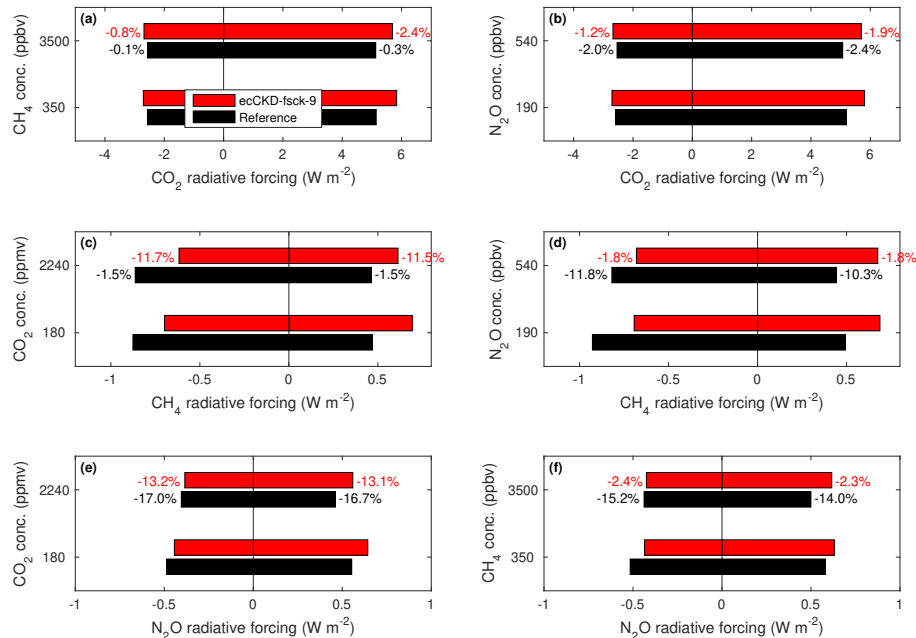 (a)
-0.8%
-2.4%
3500
-0.1%
-0.3%
CH4 conc. (ppbv)
350
ecCKD-fsck-9
Reference
-4 -2 0 2 4 6
CO2 radiative forcing (W m-2)
(b)
-1.2%
-1.9%
540
-2.0%
-2.4%
N2O conc. (ppbv)
190
-4 -2 0 2 4 6
CO2 radiative forcing (W m-2)
(c)
-11.7%
-11.5%
2240
-1.5%
-1.5%
CO2 conc. (ppmv)
180
-1 -0.5 0 0.5
CH4 radiative forcing (W m-2)
(d)
-1.8%
-1.8%
540
-11.8%
-10.3%
N2O conc. (ppbv)
190
-1 -0.5 0 0.5
CH4 radiative forcing (W m-2)
(e)
-13.2%
-13.1%
2240
-17.0%
-16.7%
CO2 conc. (ppmv)
180
-1 -0.5 0 0.5 1
N2O radiative forcing (W m-2)
(f)
-2.4%
-2.3%
3500
-15.2%
-14.0%
CH4 conc. (ppbv)
350
-1 -0.5 0 0.5 1
N2O radiative forcing (W m-2)